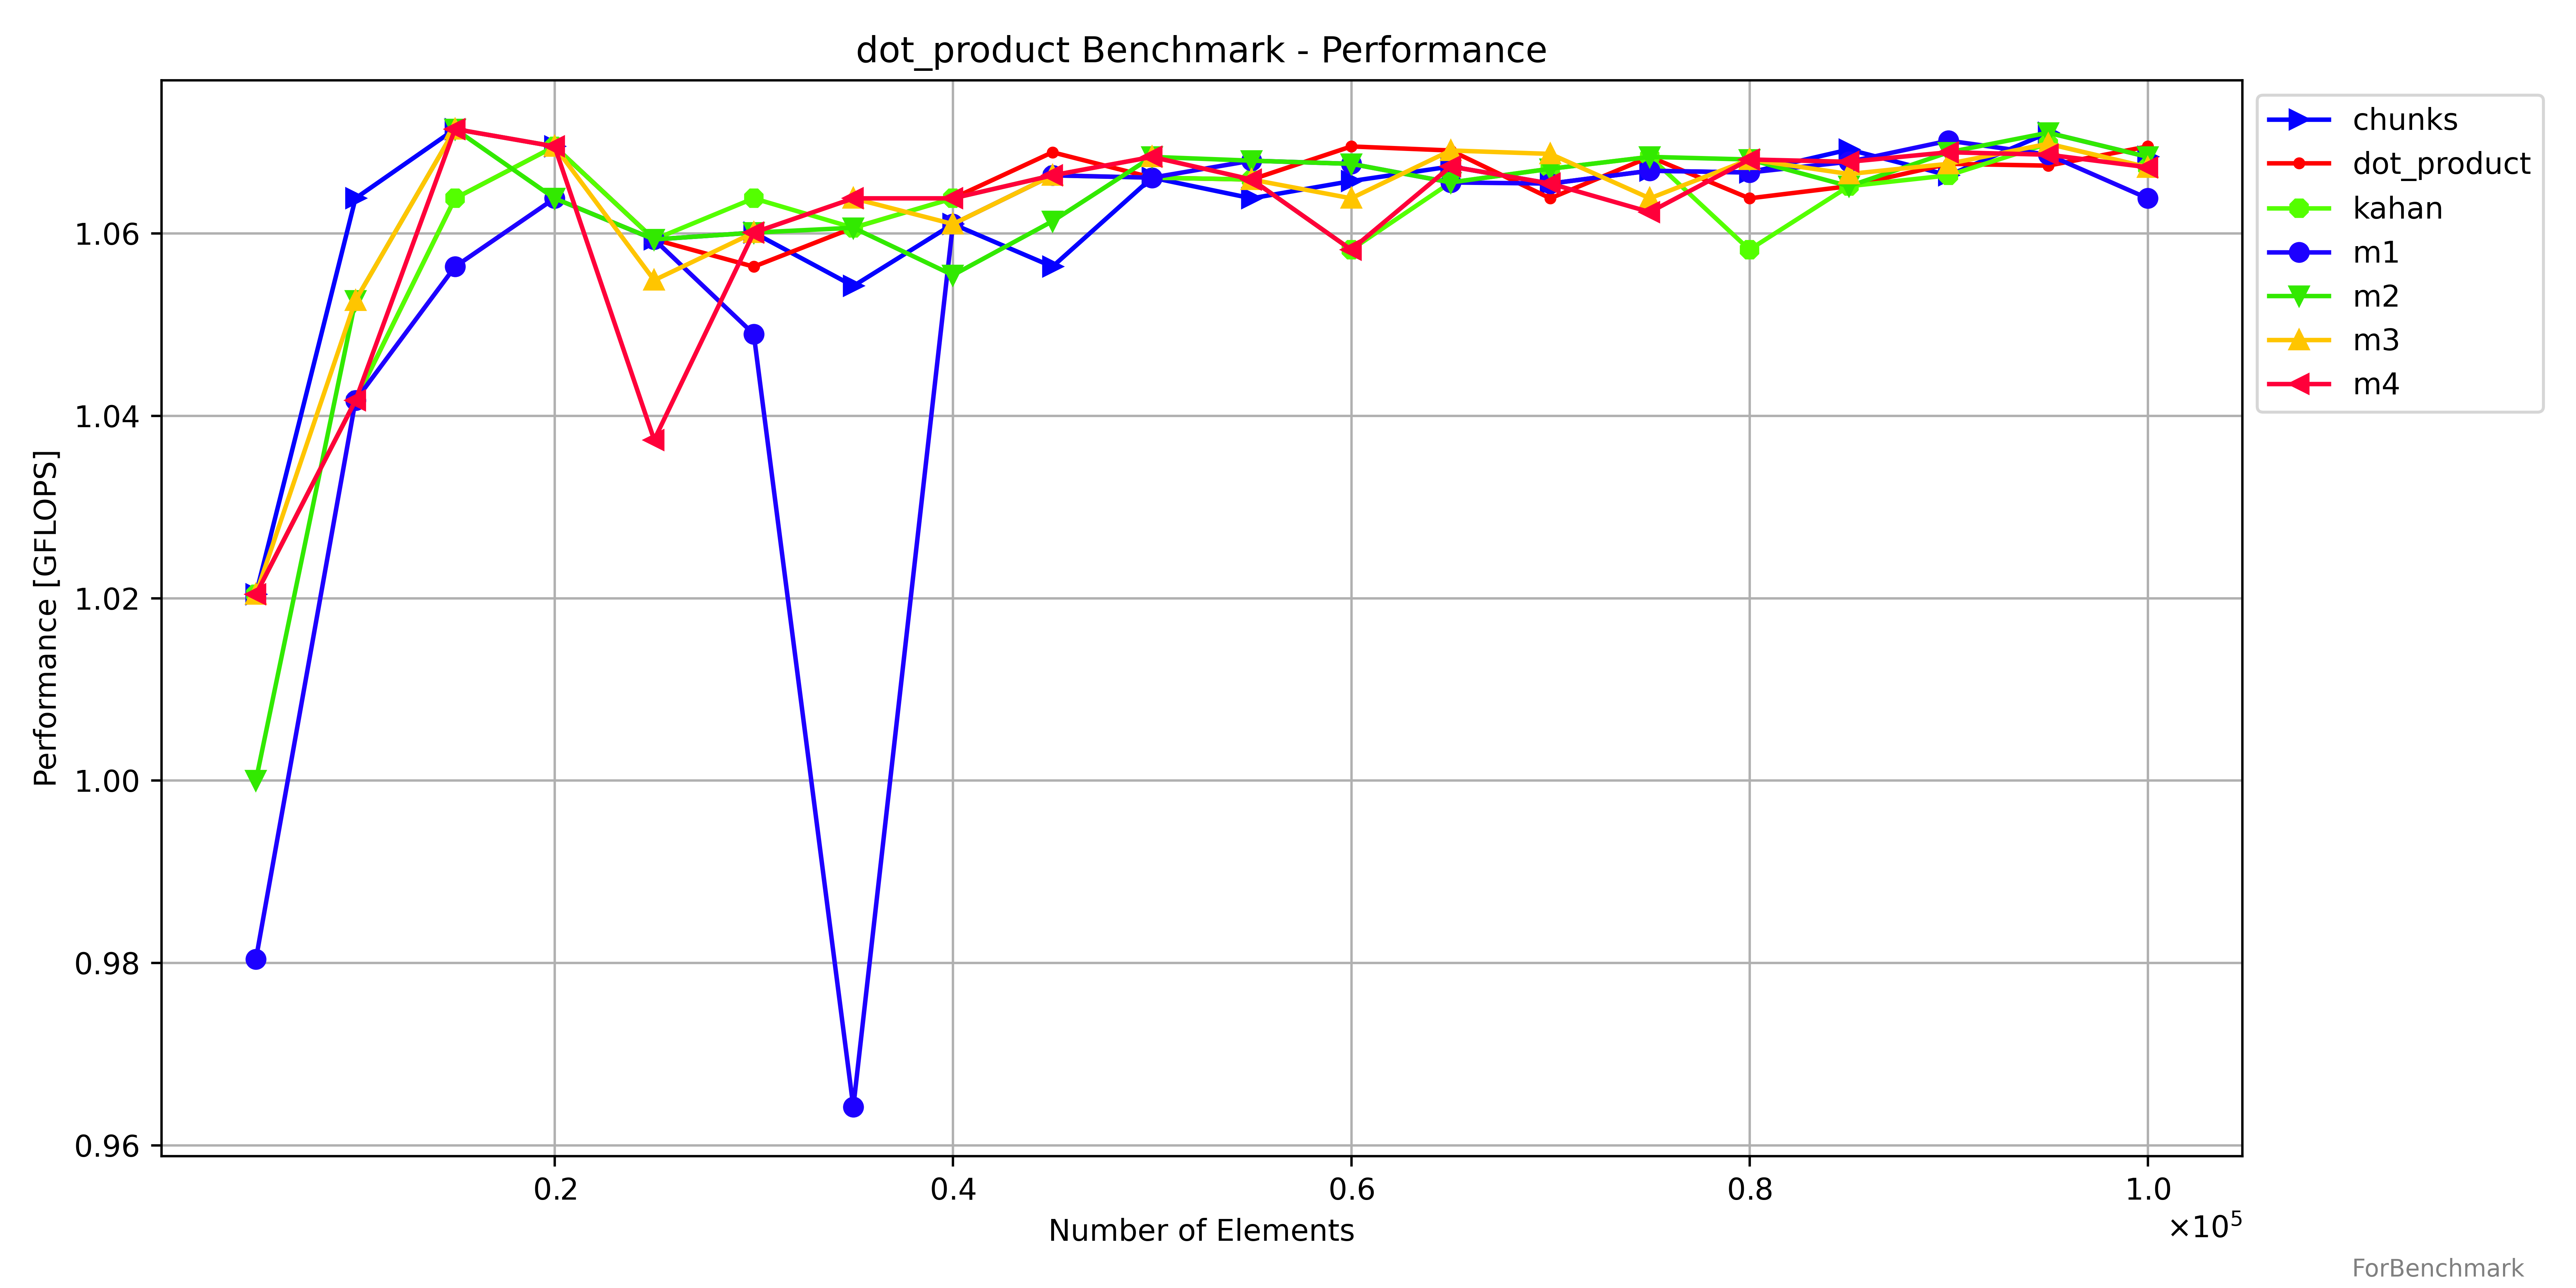 dot_product Benchmark - Performance
chunks
dot_product
kahan
m1
m2
m3
m4
Performance [GFLOPS]
1.06
1.04
1.02
1.00
0.98
0.96
0.2
0.4
0.6
0.8
1.0
×10⁵
Number of Elements
ForBenchmark